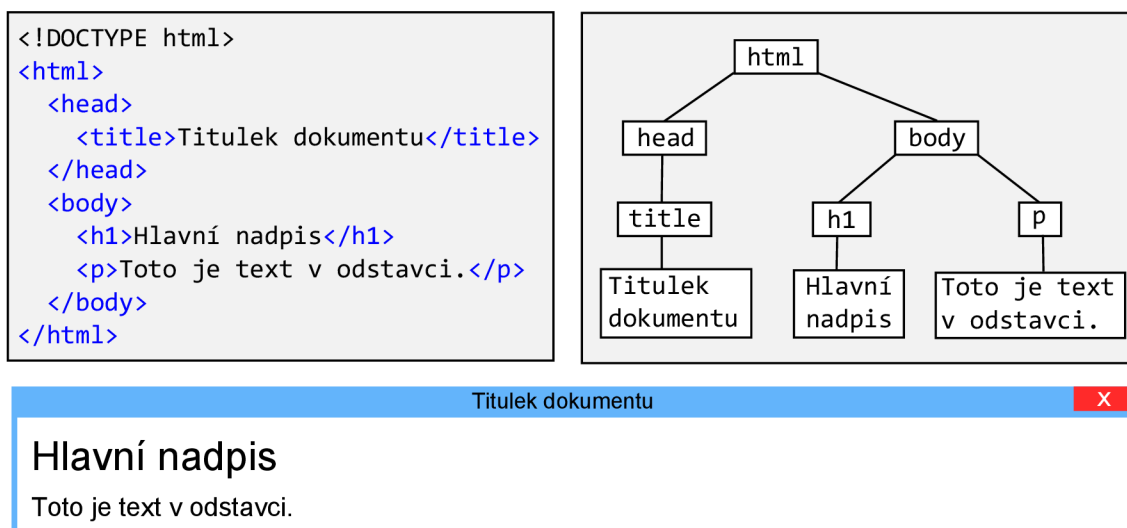 <!DOCTYPE html>
<html>
<head>
<title>Titulek dokumentu</title>
</head>
<body>
<h1>Hlavní nadpis</h1>
<p>Toto je text v odstavci.</p>
</body>
</html>
html
head
body
title
h1
p
Titulek
dokumentu
Hlavní
nadpis
Toto je text
v odstavci.
Titulek dokumentu
X
Hlavní nadpis
Toto je text v odstavci.